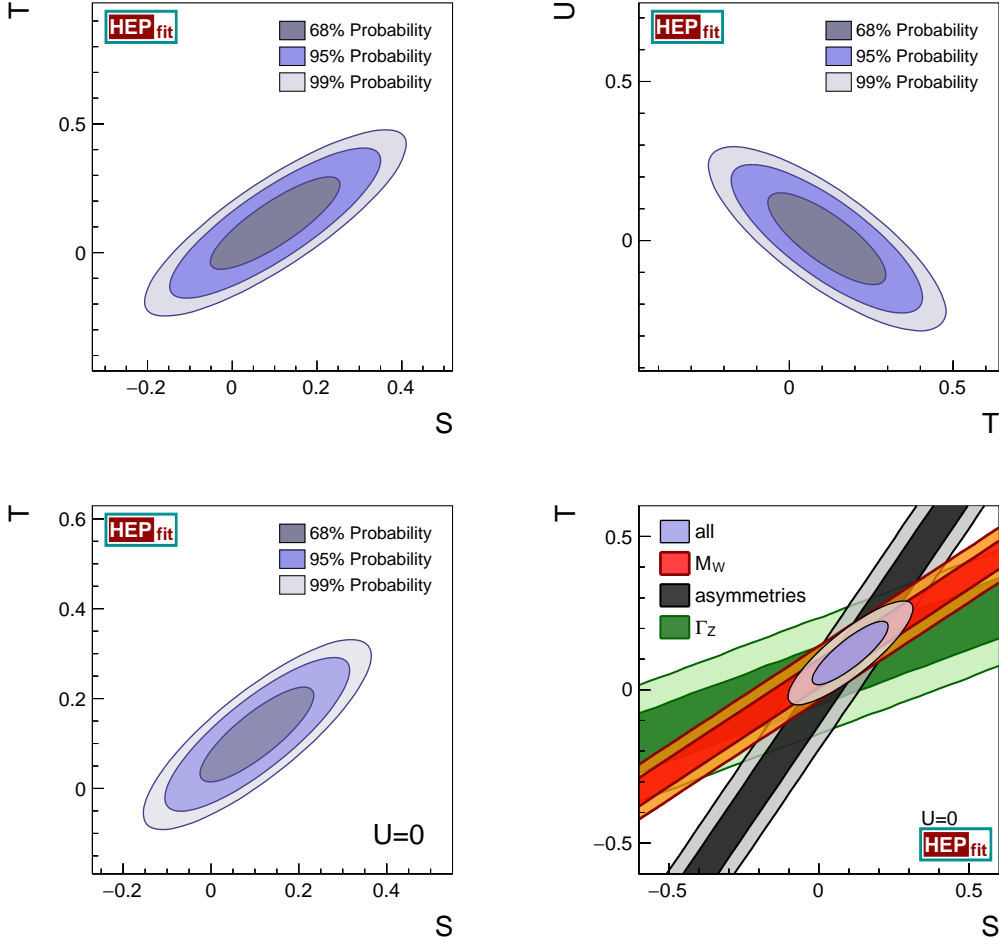 T
HEP fit
68% Probability
95% Probability
99% Probability
0.5
0
−0.2
0
0.2
0.4
S
U
HEP fit
68% Probability
95% Probability
99% Probability
0.5
0
0
0.5
T
T
HEP fit
68% Probability
95% Probability
99% Probability
0.6
0.4
0.2
0
U=0
−0.2
0
0.2
0.4
S
T
all
MW
asymmetries
ΓZ
0.5
0
−0.5
U=0
HEP fit
−0.5
0
0.5
S